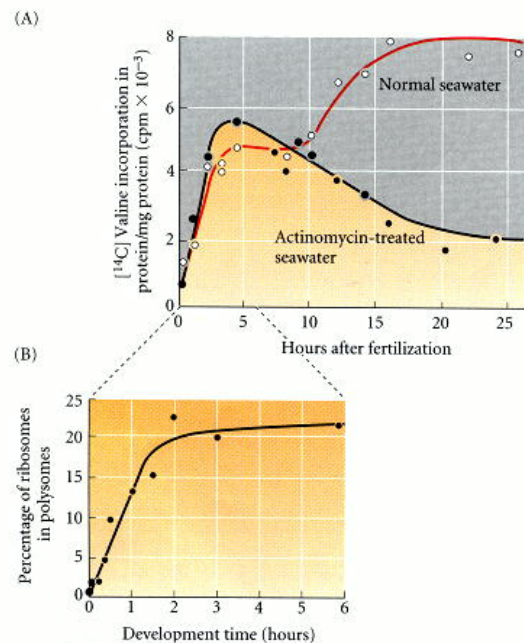 (A)
[¹⁴C] Valine incorporation in
protein/mg protein (cpm × 10⁻³)
8
6
4
2
0
Normal seawater
Actinomycin-treated
seawater
0 5 10 15 20 25
Hours after fertilization
(B)
Percentage of ribosomes
in polysomes
25
20
15
10
5
0
0 1 2 3 4 5 6
Development time (hours)